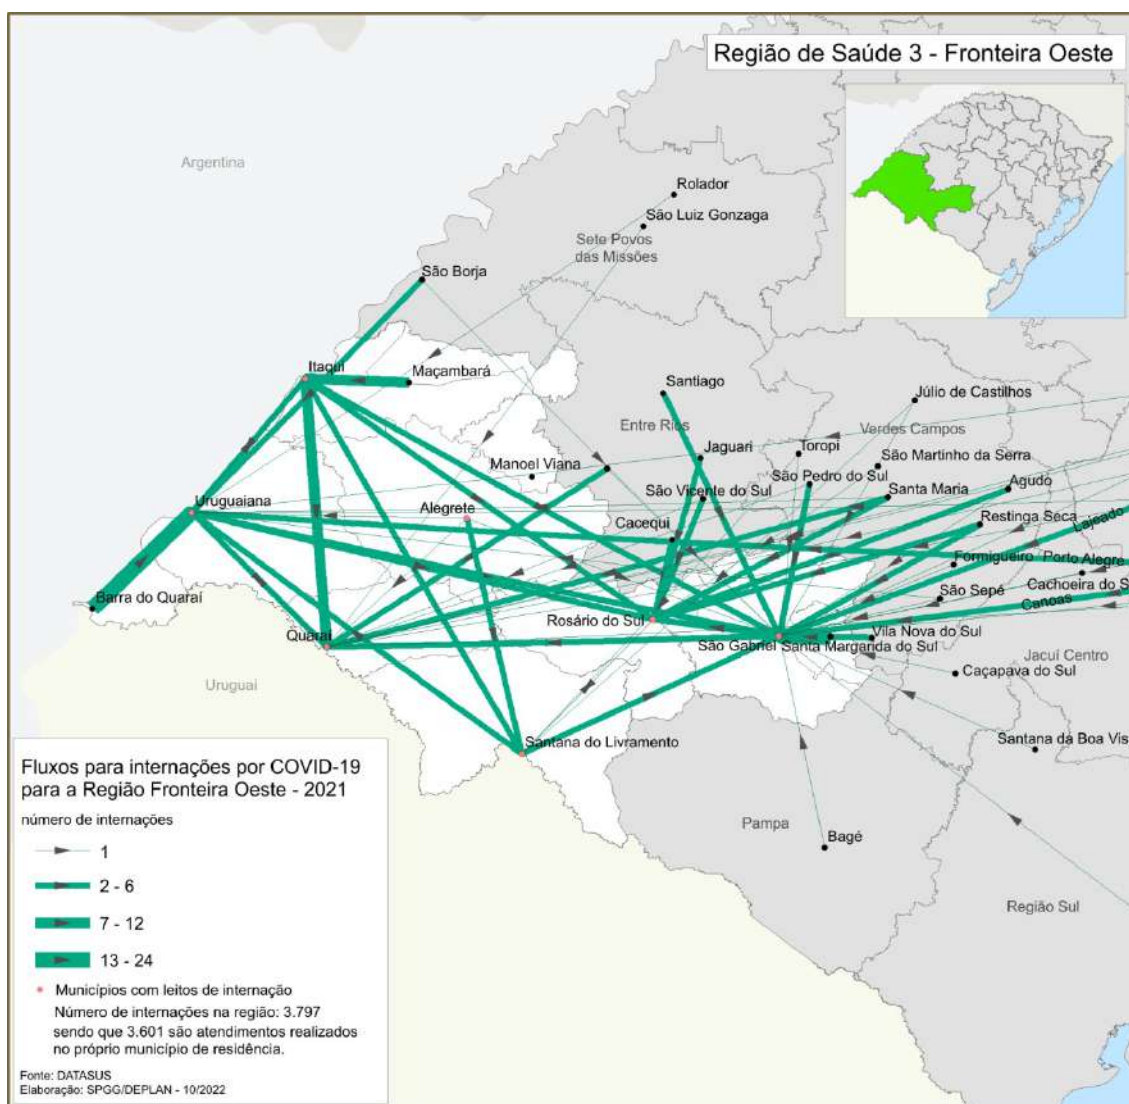 Região de Saúde 3 - Fronteira Oeste
Argentina
Rolador
São Luiz Gonzaga
Sete Povos
das Missões
São Borja
Itaqui
Maçambará
Santiago
Júlio de Castilhos
Entre Rios
Verdes Campos
Jaguari
Toropi
São Martinho da Serra
Manoel Viana
São Pedro do Sul
Agudo
Uruguaiana
São Vicente do Sul
Santa Maria
Alegrete
Restinga Seca
Lajeado
Cacequi
Formigueiro
Porto Alegre
Barra do Quaraí
Cachoeira do S
São Sepé
Canoas
Rosário do Sul
Quaraí
Vila Nova do Sul
São Gabriel
Santa Margarida do Sul
Jacuí Centro
Caçapava do Sul
Uruguai
Santana do Livramento
Santana da Boa Vis
Pampa
Bagé
Região Sul
Fluxos para internações por COVID-19
para a Região Fronteira Oeste - 2021
número de internações
1
2 - 6
7 - 12
13 - 24
Municípios com leitos de internação
Número de internações na região: 3.797
sendo que 3.601 são atendimentos realizados
no próprio município de residência.
Fonte: DATASUS
Elaboração: SPGG/DEPLAN - 10/2022